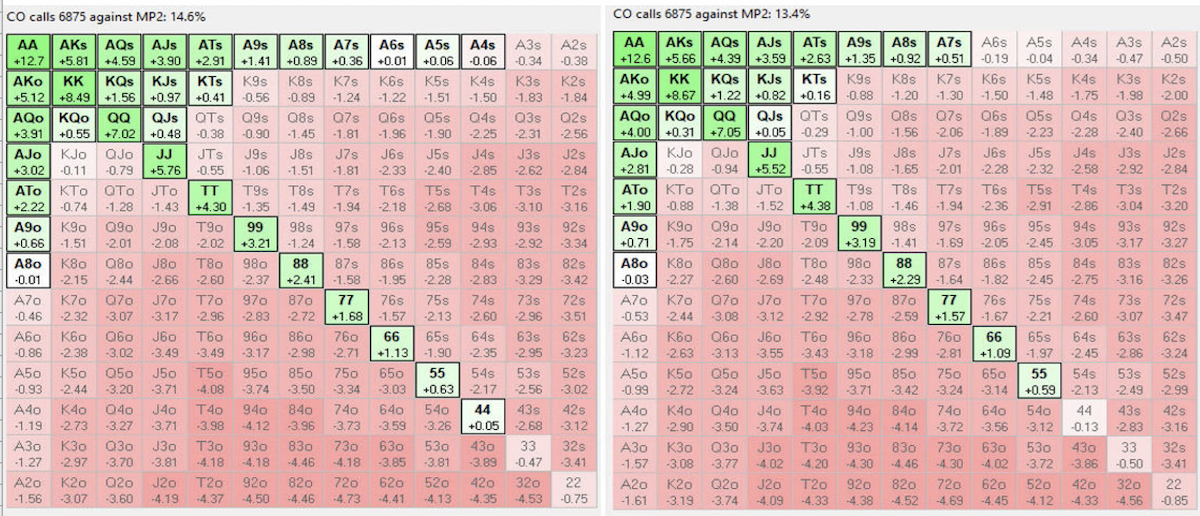 CO calls 6875 against MP2: 14.6%
AA AKs AQs AJs ATs A9s A8s A7s A6s A5s A4s A3s A2s
+12.7 +5.81 +4.59 +3.90 +2.91 +1.41 +0.89 +0.36 +0.01 +0.06 -0.06 -0.34 -0.38
AKo KK KQs KJs KTs K9s K8s K7s K6s K5s K4s K3s K2s
+5.12 +8.49 +1.56 +0.97 +0.41 -0.56 -0.89 -1.24 -1.22 -1.51 -1.50 -1.83 -1.84
AQo KQo QQ QJs QTs Q9s Q8s Q7s Q6s Q5s Q4s Q3s Q2s
+3.91 +0.55 +7.02 +0.48 -0.38 -0.90 -1.45 -1.81 -1.96 -1.90 -2.25 -2.31 -2.56
AJo KJo QJo JJ JTs J9s J8s J7s J6s J5s J4s J3s J2s
+3.02 -0.11 -0.79 +5.76 -0.55 -1.06 -1.51 -1.81 -2.33 -2.40 -2.85 -2.62 -2.84
ATo KTo QTo JTo TT T9s T8s T7s T6s T5s T4s T3s T2s
+2.22 -0.74 -1.28 -1.43 +4.30 -1.35 -1.49 -1.94 -2.18 -2.68 -3.06 -3.10 -3.16
A9o K9o Q9o J9o T9o 99 98s 97s 96s 95s 94s 93s 92s
+0.66 -1.51 -2.01 -2.08 -2.02 +3.21 -1.24 -1.58 -2.13 -2.59 -2.93 -2.92 -3.34
A8o K8o Q8o J8o T8o 98o 88 87s 86s 85s 84s 83s 82s
-0.01 -2.15 -2.44 -2.66 -2.60 -2.37 +2.41 -1.58 -1.95 -2.28 -2.83 -3.29 -3.42
A7o K7o Q7o J7o T7o 97o 87o 77 76s 75s 74s 73s 72s
-0.46 -2.32 -3.07 -3.17 -2.96 -2.83 -2.72 +1.68 -1.57 -2.13 -2.60 -2.96 -3.51
A6o K6o Q6o J6o T6o 96o 86o 76o 66 65s 64s 63s 62s
-0.86 -2.38 -3.02 -3.49 -3.49 -3.17 -2.98 -2.71 +1.13 -1.90 -2.35 -2.95 -3.23
A5o K5o Q5o J5o T5o 95o 85o 75o 65o 55 54s 53s 52s
-0.93 -2.44 -3.20 -3.71 -4.08 -3.74 -3.50 -3.34 -3.03 +0.63 -2.17 -2.56 -3.02
A4o K4o Q4o J4o T4o 94o 84o 74o 64o 54o 44 43s 42s
-1.19 -2.73 -3.27 -3.71 -3.98 -4.12 -3.96 -3.73 -3.59 -3.26 +0.05 -2.68 -3.12
A3o K3o Q3o J3o T3o 93o 83o 73o 63o 53o 43o 33 32s
-1.27 -2.97 -3.70 -3.81 -4.18 -4.18 -4.46 -4.18 -3.85 -3.81 -3.89 -0.47 -3.41
A2o K2o Q2o J2o T2o 92o 82o 72o 62o 52o 42o 32o 22
-1.56 -3.07 -3.60 -4.19 -4.37 -4.50 -4.46 -4.73 -4.41 -4.13 -4.35 -4.53 -0.75
CO calls 6875 against MP2: 13.4%
AA AKs AQs AJs ATs A9s A8s A7s A6s A5s A4s A3s A2s
+12.6 +5.66 +4.39 +3.59 +2.63 +1.35 +0.92 +0.51 -0.19 -0.04 -0.34 -0.47 -0.50
AKo KK KQs KJs KTs K9s K8s K7s K6s K5s K4s K3s K2s
+4.99 +8.67 +1.22 +0.82 +0.16 -0.88 -1.20 -1.30 -1.50 -1.48 -1.75 -1.98 -2.00
AQo KQo QQ QJs QTs Q9s Q8s Q7s Q6s Q5s Q4s Q3s Q2s
+4.00 +0.31 +7.05 +0.05 -0.29 -1.00 -1.56 -2.06 -1.89 -2.23 -2.28 -2.40 -2.66
AJo KJo QJo JJ JTs J9s J8s J7s J6s J5s J4s J3s J2s
+2.81 -0.28 -0.94 +5.52 -0.55 -1.08 -1.65 -2.01 -2.28 -2.32 -2.58 -2.92 -2.84
ATo KTo QTo JTo TT T9s T8s T7s T6s T5s T4s T3s T2s
+1.90 -0.88 -1.38 -1.52 +4.38 -1.08 -1.46 -1.94 -2.36 -2.91 -2.86 -3.04 -3.20
A9o K9o Q9o J9o T9o 99 98s 97s 96s 95s 94s 93s 92s
+0.71 -1.75 -2.14 -2.20 -2.09 +3.19 -1.41 -1.69 -2.05 -2.45 -3.05 -3.17 -3.27
A8o K8o Q8o J8o T8o 98o 88 87s 86s 85s 84s 83s 82s
-0.03 -2.27 -2.60 -2.69 -2.48 -2.33 +2.29 -1.64 -1.82 -2.45 -2.75 -3.16 -3.26
A7o K7o Q7o J7o T7o 97o 87o 77 76s 75s 74s 73s 72s
-0.53 -2.44 -3.08 -3.12 -2.92 -2.78 -2.59 +1.57 -1.67 -2.21 -2.60 -3.07 -3.47
A6o K6o Q6o J6o T6o 96o 86o 76o 66 65s 64s 63s 62s
-1.12 -2.63 -3.13 -3.55 -3.43 -3.18 -2.99 -2.81 +1.09 -1.97 -2.45 -2.86 -3.24
A5o K5o Q5o J5o T5o 95o 85o 75o 65o 55 54s 53s 52s
-0.99 -2.72 -3.24 -3.63 -3.92 -3.71 -3.42 -3.24 -3.14 +0.59 -2.13 -2.49 -2.99
A4o K4o Q4o J4o T4o 94o 84o 74o 64o 54o 44 43s 42s
-1.27 -2.90 -3.50 -3.74 -4.03 -4.23 -4.14 -3.72 -3.56 -3.12 -0.13 -2.83 -3.16
A3o K3o Q3o J3o T3o 93o 83o 73o 63o 53o 43o 33 32s
-1.57 -3.08 -3.77 -4.02 -4.20 -4.30 -4.46 -4.30 -4.02 -3.72 -3.86 -0.50 -3.41
A2o K2o Q2o J2o T2o 92o 82o 72o 62o 52o 42o 32o 22
-1.61 -3.19 -3.74 -4.09 -4.33 -4.38 -4.52 -4.69 -4.45 -4.12 -4.33 -4.56 -0.85